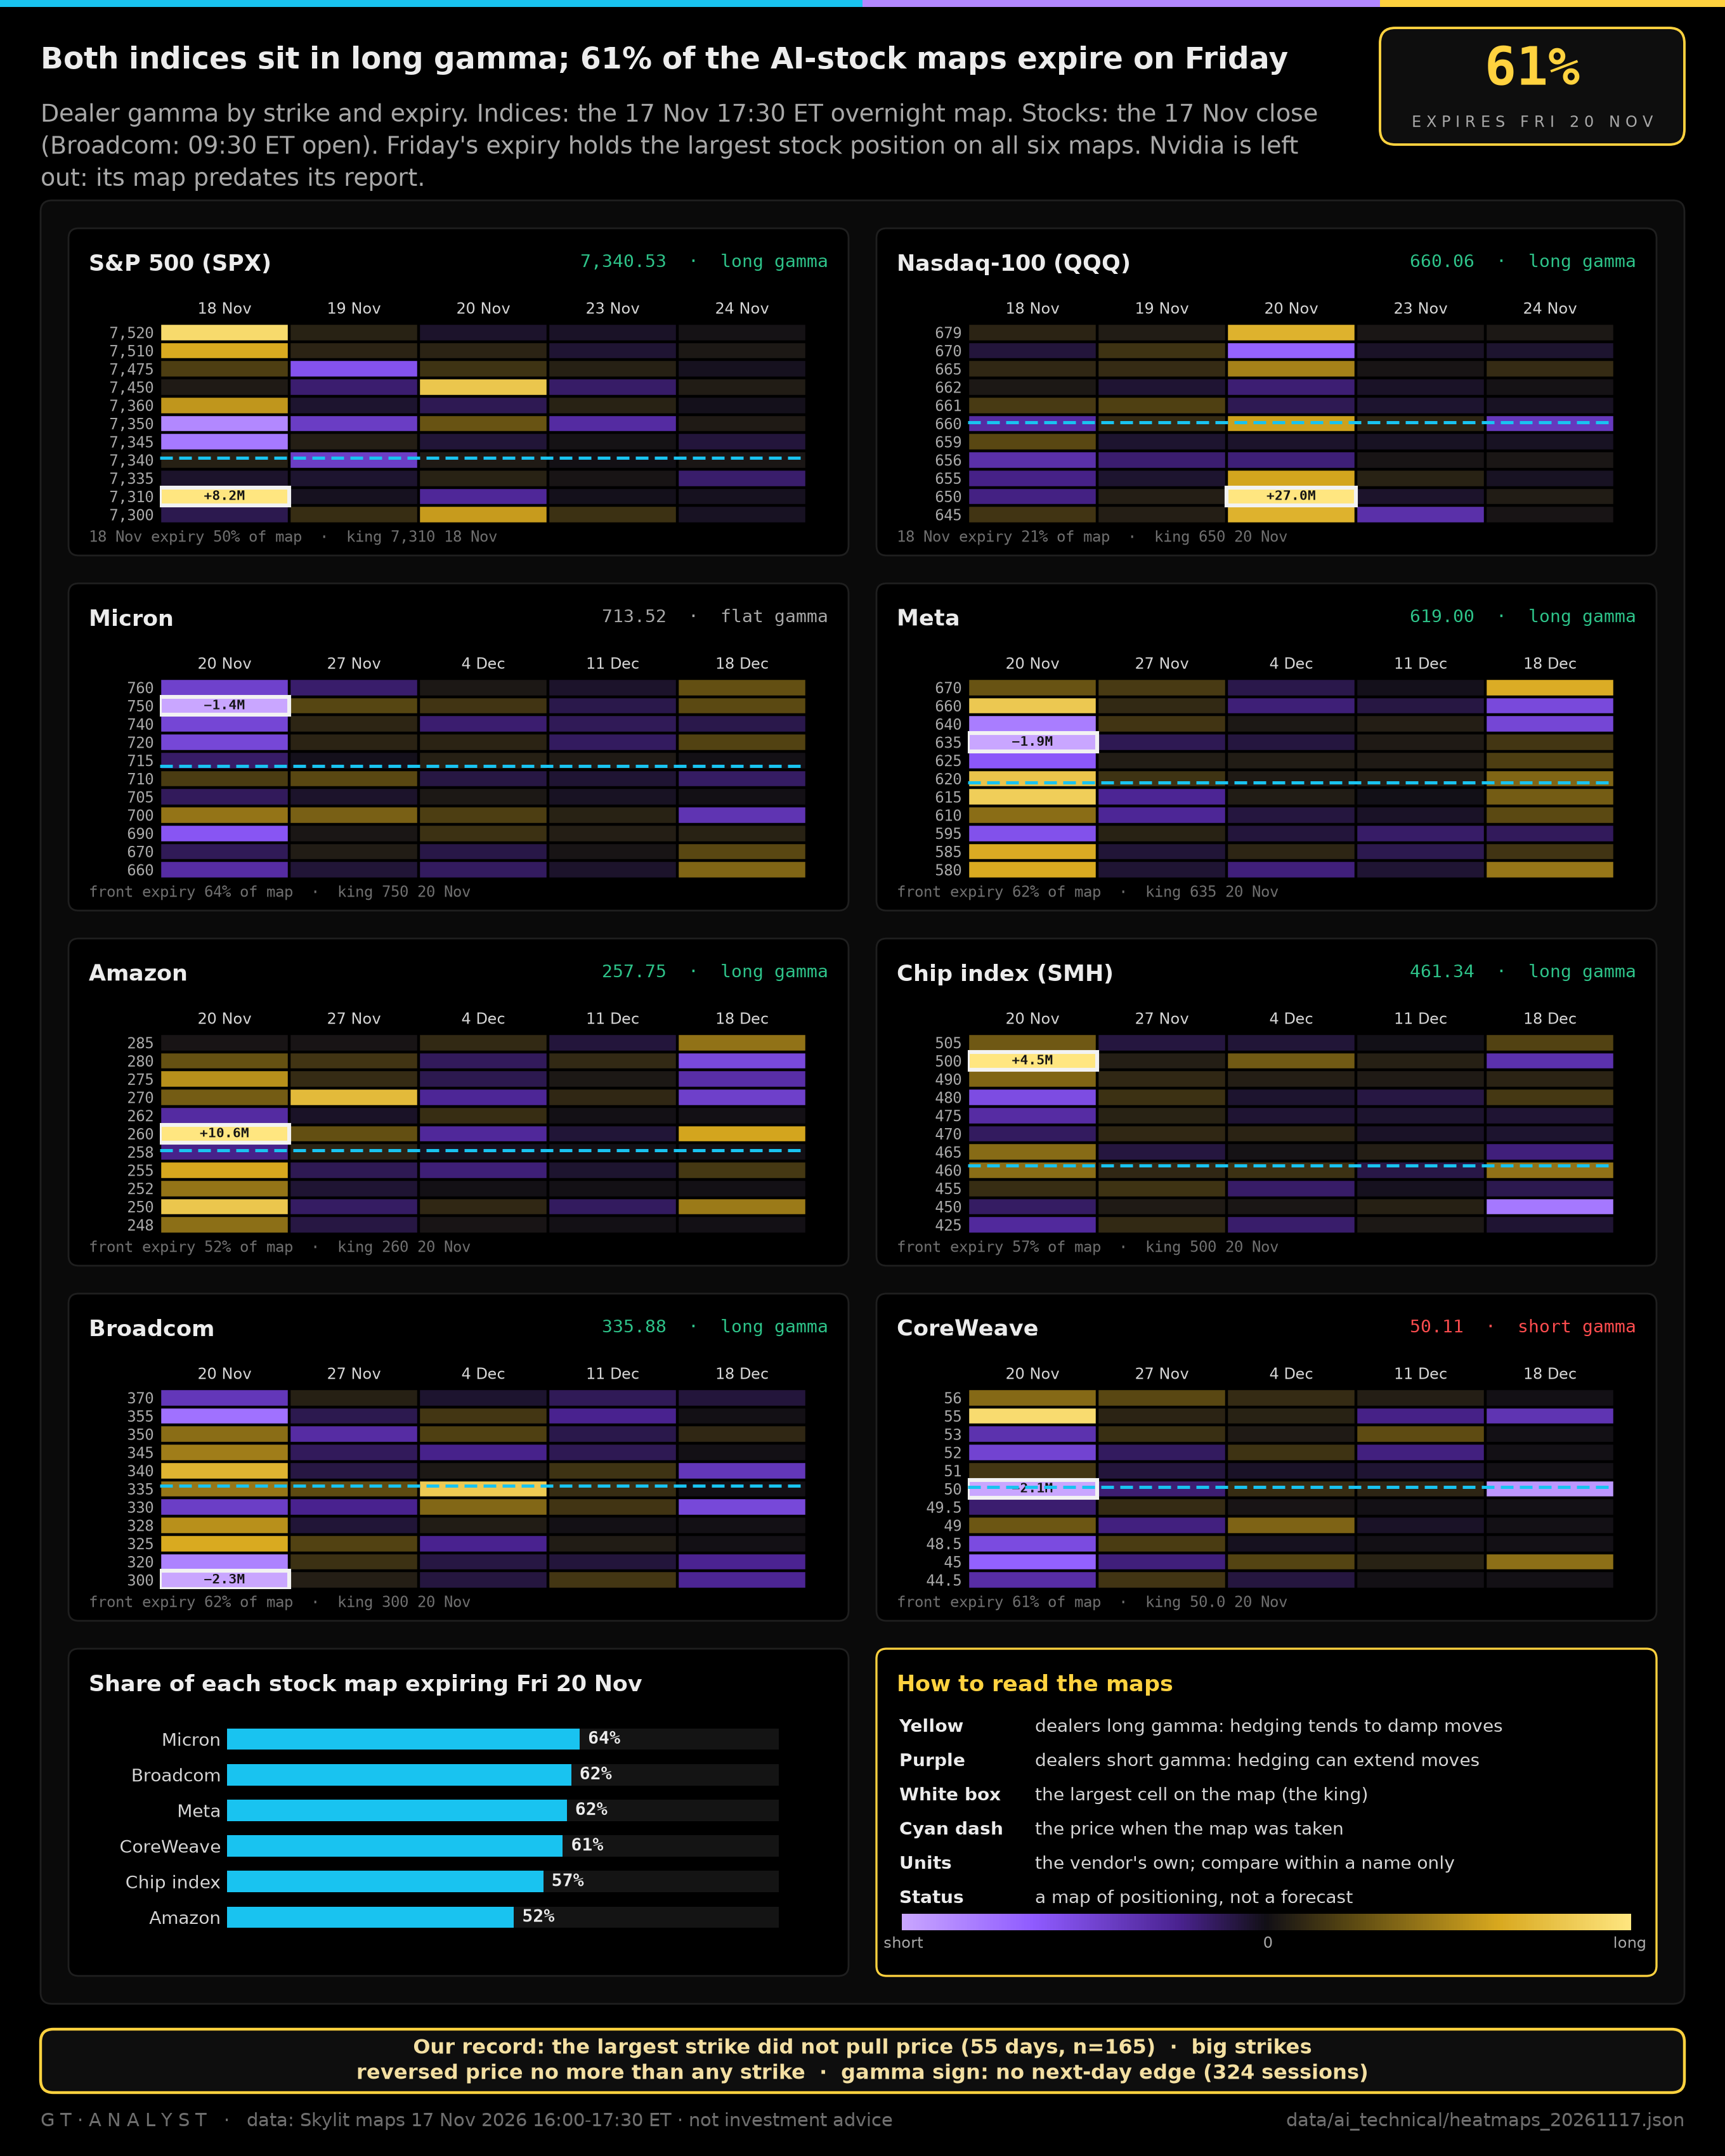 Both indices sit in long gamma; 61% of the AI-stock maps expire on Friday
61%
EXPIRES FRI 20 NOV
Dealer gamma by strike and expiry. Indices: the 17 Nov 17:30 ET overnight map. Stocks: the 17 Nov close
(Broadcom: 09:30 ET open). Friday's expiry holds the largest stock position on all six maps. Nvidia is left
out: its map predates its report.
S&P 500 (SPX)
7,340.53 · long gamma
18 Nov 19 Nov 20 Nov 23 Nov 24 Nov
7,520
7,510
7,475
7,450
7,360
7,350
7,345
7,340
7,335
7,310 +8.2M
7,300
18 Nov expiry 50% of map · king 7,310 18 Nov
Nasdaq-100 (QQQ)
660.06 · long gamma
18 Nov 19 Nov 20 Nov 23 Nov 24 Nov
679
670
665
662
661
660
659
656
655
650 +27.0M
645
18 Nov expiry 21% of map · king 650 20 Nov
Micron
713.52 · flat gamma
20 Nov 27 Nov 4 Dec 11 Dec 18 Dec
760
750 −1.4M
740
720
715
710
705
700
690
670
660
front expiry 64% of map · king 750 20 Nov
Meta
619.00 · long gamma
20 Nov 27 Nov 4 Dec 11 Dec 18 Dec
670
660
640
635 −1.9M
625
620
615
610
595
585
580
front expiry 62% of map · king 635 20 Nov
Amazon
257.75 · long gamma
20 Nov 27 Nov 4 Dec 11 Dec 18 Dec
285
280
275
270
262
260 +10.6M
258
255
252
250
248
front expiry 52% of map · king 260 20 Nov
Chip index (SMH)
461.34 · long gamma
20 Nov 27 Nov 4 Dec 11 Dec 18 Dec
505
500 +4.5M
490
480
475
470
465
460
455
450
425
front expiry 57% of map · king 500 20 Nov
Broadcom
335.88 · long gamma
20 Nov 27 Nov 4 Dec 11 Dec 18 Dec
370
355
350
345
340
335
330
328
325
320
300 −2.3M
front expiry 62% of map · king 300 20 Nov
CoreWeave
50.11 · short gamma
20 Nov 27 Nov 4 Dec 11 Dec 18 Dec
56
55
53
52
51
50 −2.1M
49.5
49
48.5
45
44.5
front expiry 61% of map · king 50.0 20 Nov
Share of each stock map expiring Fri 20 Nov
Micron 64%
Broadcom 62%
Meta 62%
CoreWeave 61%
Chip index 57%
Amazon 52%
How to read the maps
Yellow dealers long gamma: hedging tends to damp moves
Purple dealers short gamma: hedging can extend moves
White box the largest cell on the map (the king)
Cyan dash the price when the map was taken
Units the vendor's own; compare within a name only
Status a map of positioning, not a forecast
short 0 long
Our record: the largest strike did not pull price (55 days, n=165) · big strikes
reversed price no more than any strike · gamma sign: no next-day edge (324 sessions)
GT·ANALYST · data: Skylit maps 17 Nov 2026 16:00-17:30 ET · not investment advice
data/ai_technical/heatmaps_20261117.json